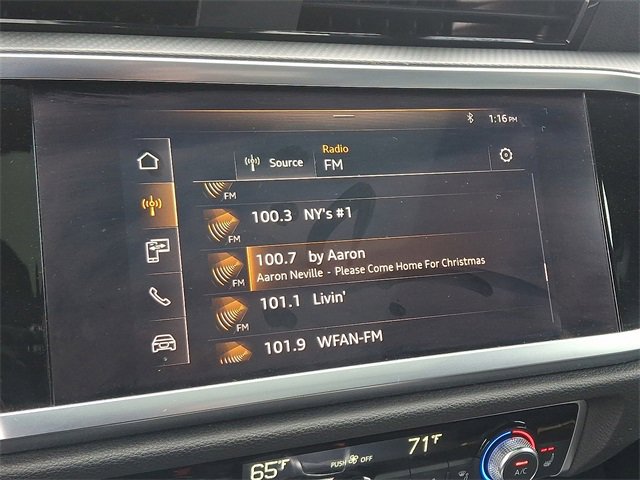 1:16 PM
Radio
Source FM
FM
100.3 NY's #1
FM
100.7 by Aaron
Aaron Neville - Please Come Home For Christmas
FM
101.1 Livin'
FM
101.9 WFAN-FM
71°F
65°F PUSH OFF
A/C